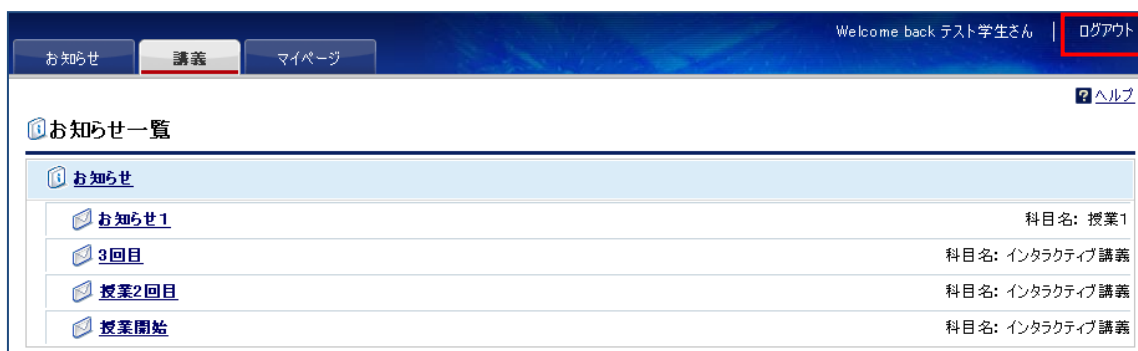 Welcome back テスト学生さん | ログアウト
お知らせ 講義 マイページ
ヘルプ
お知らせ一覧
お知らせ
お知らせ1 科目名: 授業1
3回目 科目名: インタラクティブ講義
授業2回目 科目名: インタラクティブ講義
授業開始 科目名: インタラクティブ講義